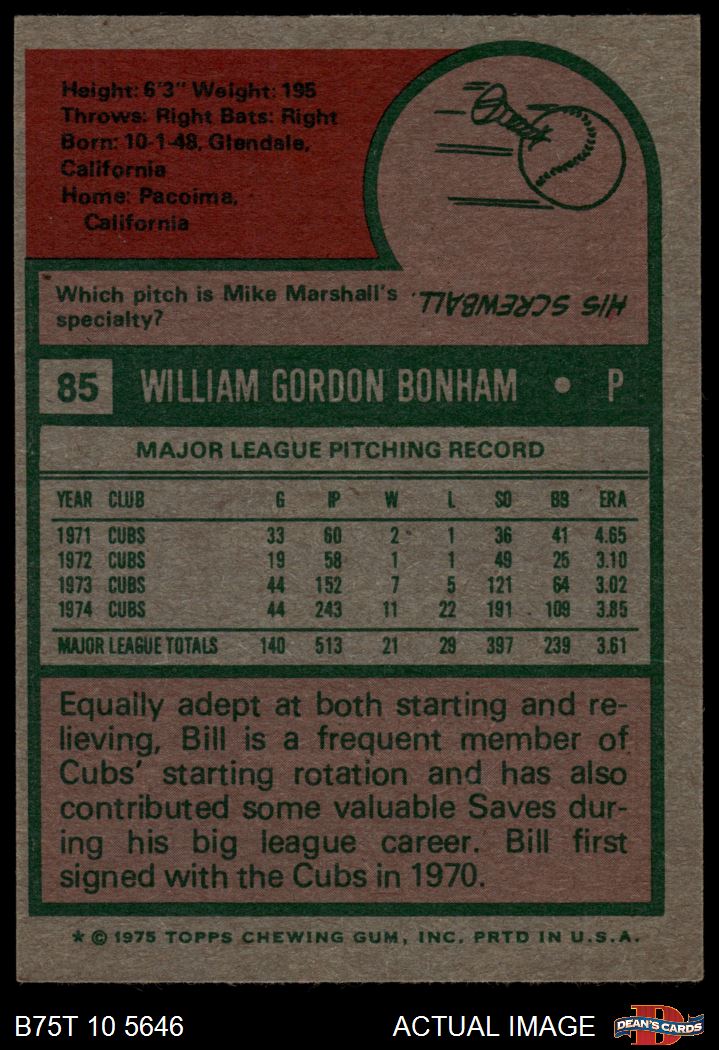 Height: 6'3" Weight: 195
Throws: Right Bats: Right
Born: 10-1-48, Glendale,
California
Home: Pacoima,
California
Which pitch is Mike Marshall's
specialty?
HIS SCREWBALL.
85 WILLIAM GORDON BONHAM • P
MAJOR LEAGUE PITCHING RECORD
YEAR CLUB G IP W L SO BB ERA
1971 CUBS 33 60 2 1 36 41 4.65
1972 CUBS 19 58 1 1 49 25 3.10
1973 CUBS 44 152 7 5 121 64 3.02
1974 CUBS 44 243 11 22 191 109 3.85
MAJOR LEAGUE TOTALS 140 513 21 29 397 239 3.61
Equally adept at both starting and re-
lieving, Bill is a frequent member of
Cubs' starting rotation and has also
contributed some valuable Saves dur-
ing his big league career. Bill first
signed with the Cubs in 1970.
* © 1975 TOPPS CHEWING GUM, INC. PRTD IN U.S.A.
B75T 10 5646 ACTUAL IMAGE D DEAN'S CARDS